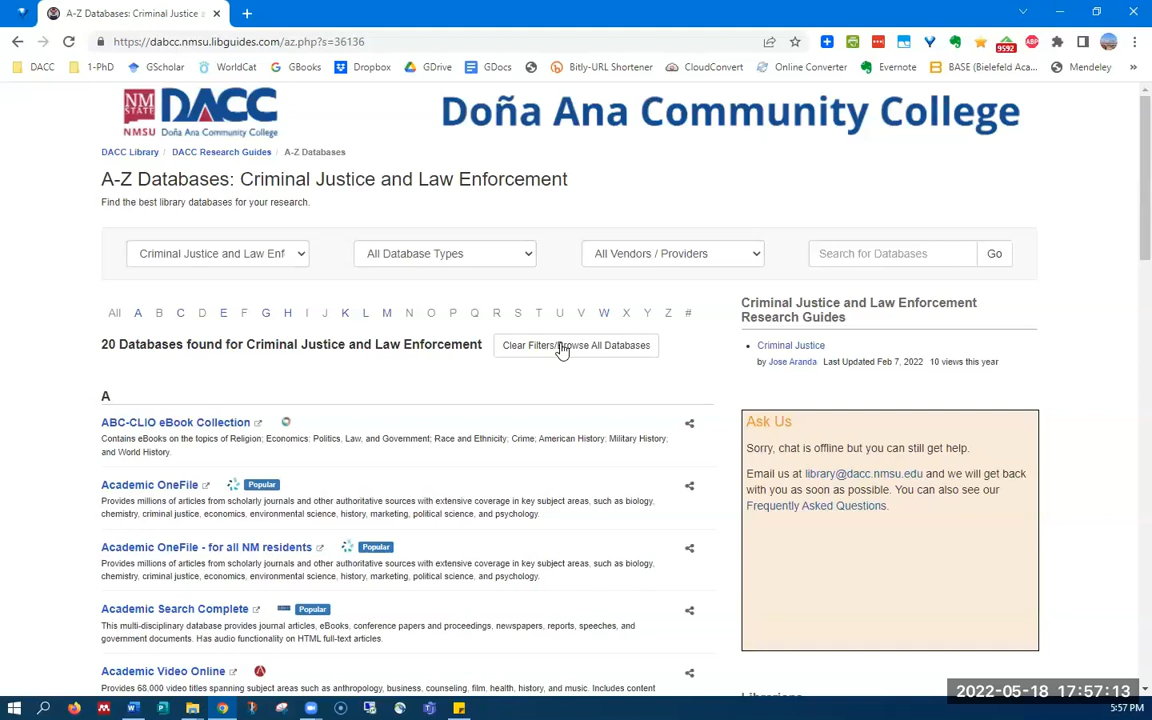 A-Z Databases: Criminal Justice a
https://dabcc.nmsu.libguides.com/az.php?s=36136
9592
ABP
DACC
1-PhD
GScholar
WorldCat
GBooks
Dropbox
GDrive
GDocs
Bitly-URL Shortener
CloudConvert
Online Converter
Evernote
BASE (Bielefeld Aca...
Mendeley
»
NM
STATE
NMSU
DACC
Doña Ana Community College
Doña Ana Community College
DACC Library / DACC Research Guides / A-Z Databases
A-Z Databases: Criminal Justice and Law Enforcement
Find the best library databases for your research.
Criminal Justice and Law Enf
All Database Types
All Vendors / Providers
Search for Databases
Go
All A B C D E F G H I J K L M N O P Q R S T U V W X Y Z #
20 Databases found for Criminal Justice and Law Enforcement
Clear Filters/Browse All Databases
A
ABC-CLIO eBook Collection
Contains eBooks on the topics of Religion; Economics; Politics, Law, and Government; Race and Ethnicity; Crime; American History; Military History;
and World History.
Academic OneFile Popular
Provides millions of articles from scholarly journals and other authoritative sources with extensive coverage in key subject areas, such as biology,
chemistry, criminal justice, economics, environmental science, history, marketing, political science, and psychology.
Academic OneFile - for all NM residents Popular
Provides millions of articles from scholarly journals and other authoritative sources with extensive coverage in key subject areas, such as biology,
chemistry, criminal justice, economics, environmental science, history, marketing, political science, and psychology.
Academic Search Complete Popular
This multi-disciplinary database provides journal articles, eBooks, conference papers and proceedings, newspapers, reports, speeches, and
government documents. Has audio functionality on HTML full-text articles.
Academic Video Online
Provides 68,000 video titles spanning subject areas such as anthropology, business, counseling, film, health, history, and music. Includes content
Criminal Justice and Law Enforcement
Research Guides
Criminal Justice
by Jose Aranda Last Updated Feb 7, 2022 10 views this year
Ask Us
Sorry, chat is offline but you can still get help.
Email us at library@dacc.nmsu.edu and we will get back
with you as soon as possible. You can also see our
Frequently Asked Questions.
2022-05-18 17:57:13
5:57 PM